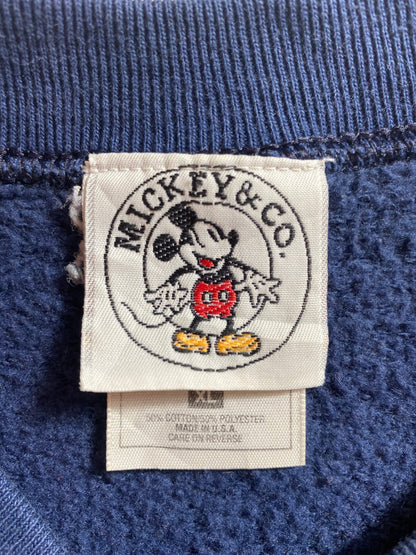 MICKEY & CO.
XL
50% COTTON/50% POLYESTER
MADE IN U.S.A.
CARE ON REVERSE